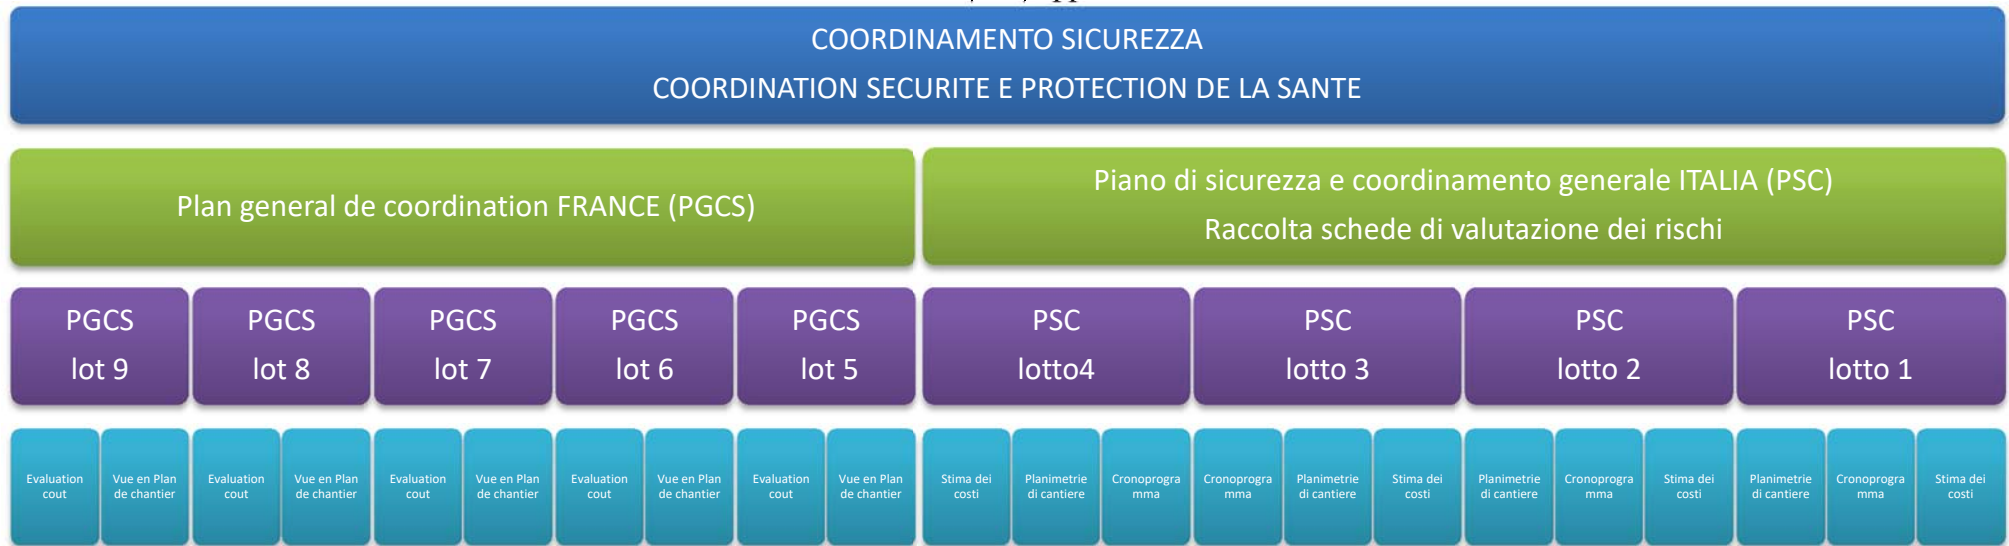 COORDINAMENTO SICUREZZA
COORDINATION SECURITE E PROTECTION DE LA SANTE
Plan general de coordination FRANCE (PGCS)
Piano di sicurezza e coordinamento generale ITALIA (PSC)
Raccolta schede di valutazione dei rischi
PGCS
lot 9
PGCS
lot 8
PGCS
lot 7
PGCS
lot 6
PGCS
lot 5
PSC
lotto4
PSC
lotto 3
PSC
lotto 2
PSC
lotto 1
Evaluation
cout
Vue en Plan
de chantier
Evaluation
cout
Vue en Plan
de chantier
Evaluation
cout
Vue en Plan
de chantier
Evaluation
cout
Vue en Plan
de chantier
Evaluation
cout
Vue en Plan
de chantier
Stima dei
costi
Planimetrie
di cantiere
Cronoprogra
mma
Cronoprogra
mma
Planimetrie
di cantiere
Stima dei
costi
Planimetrie
di cantiere
Cronoprogra
mma
Stima dei
costi
Planimetrie
di cantiere
Cronoprogra
mma
Stima dei
costi